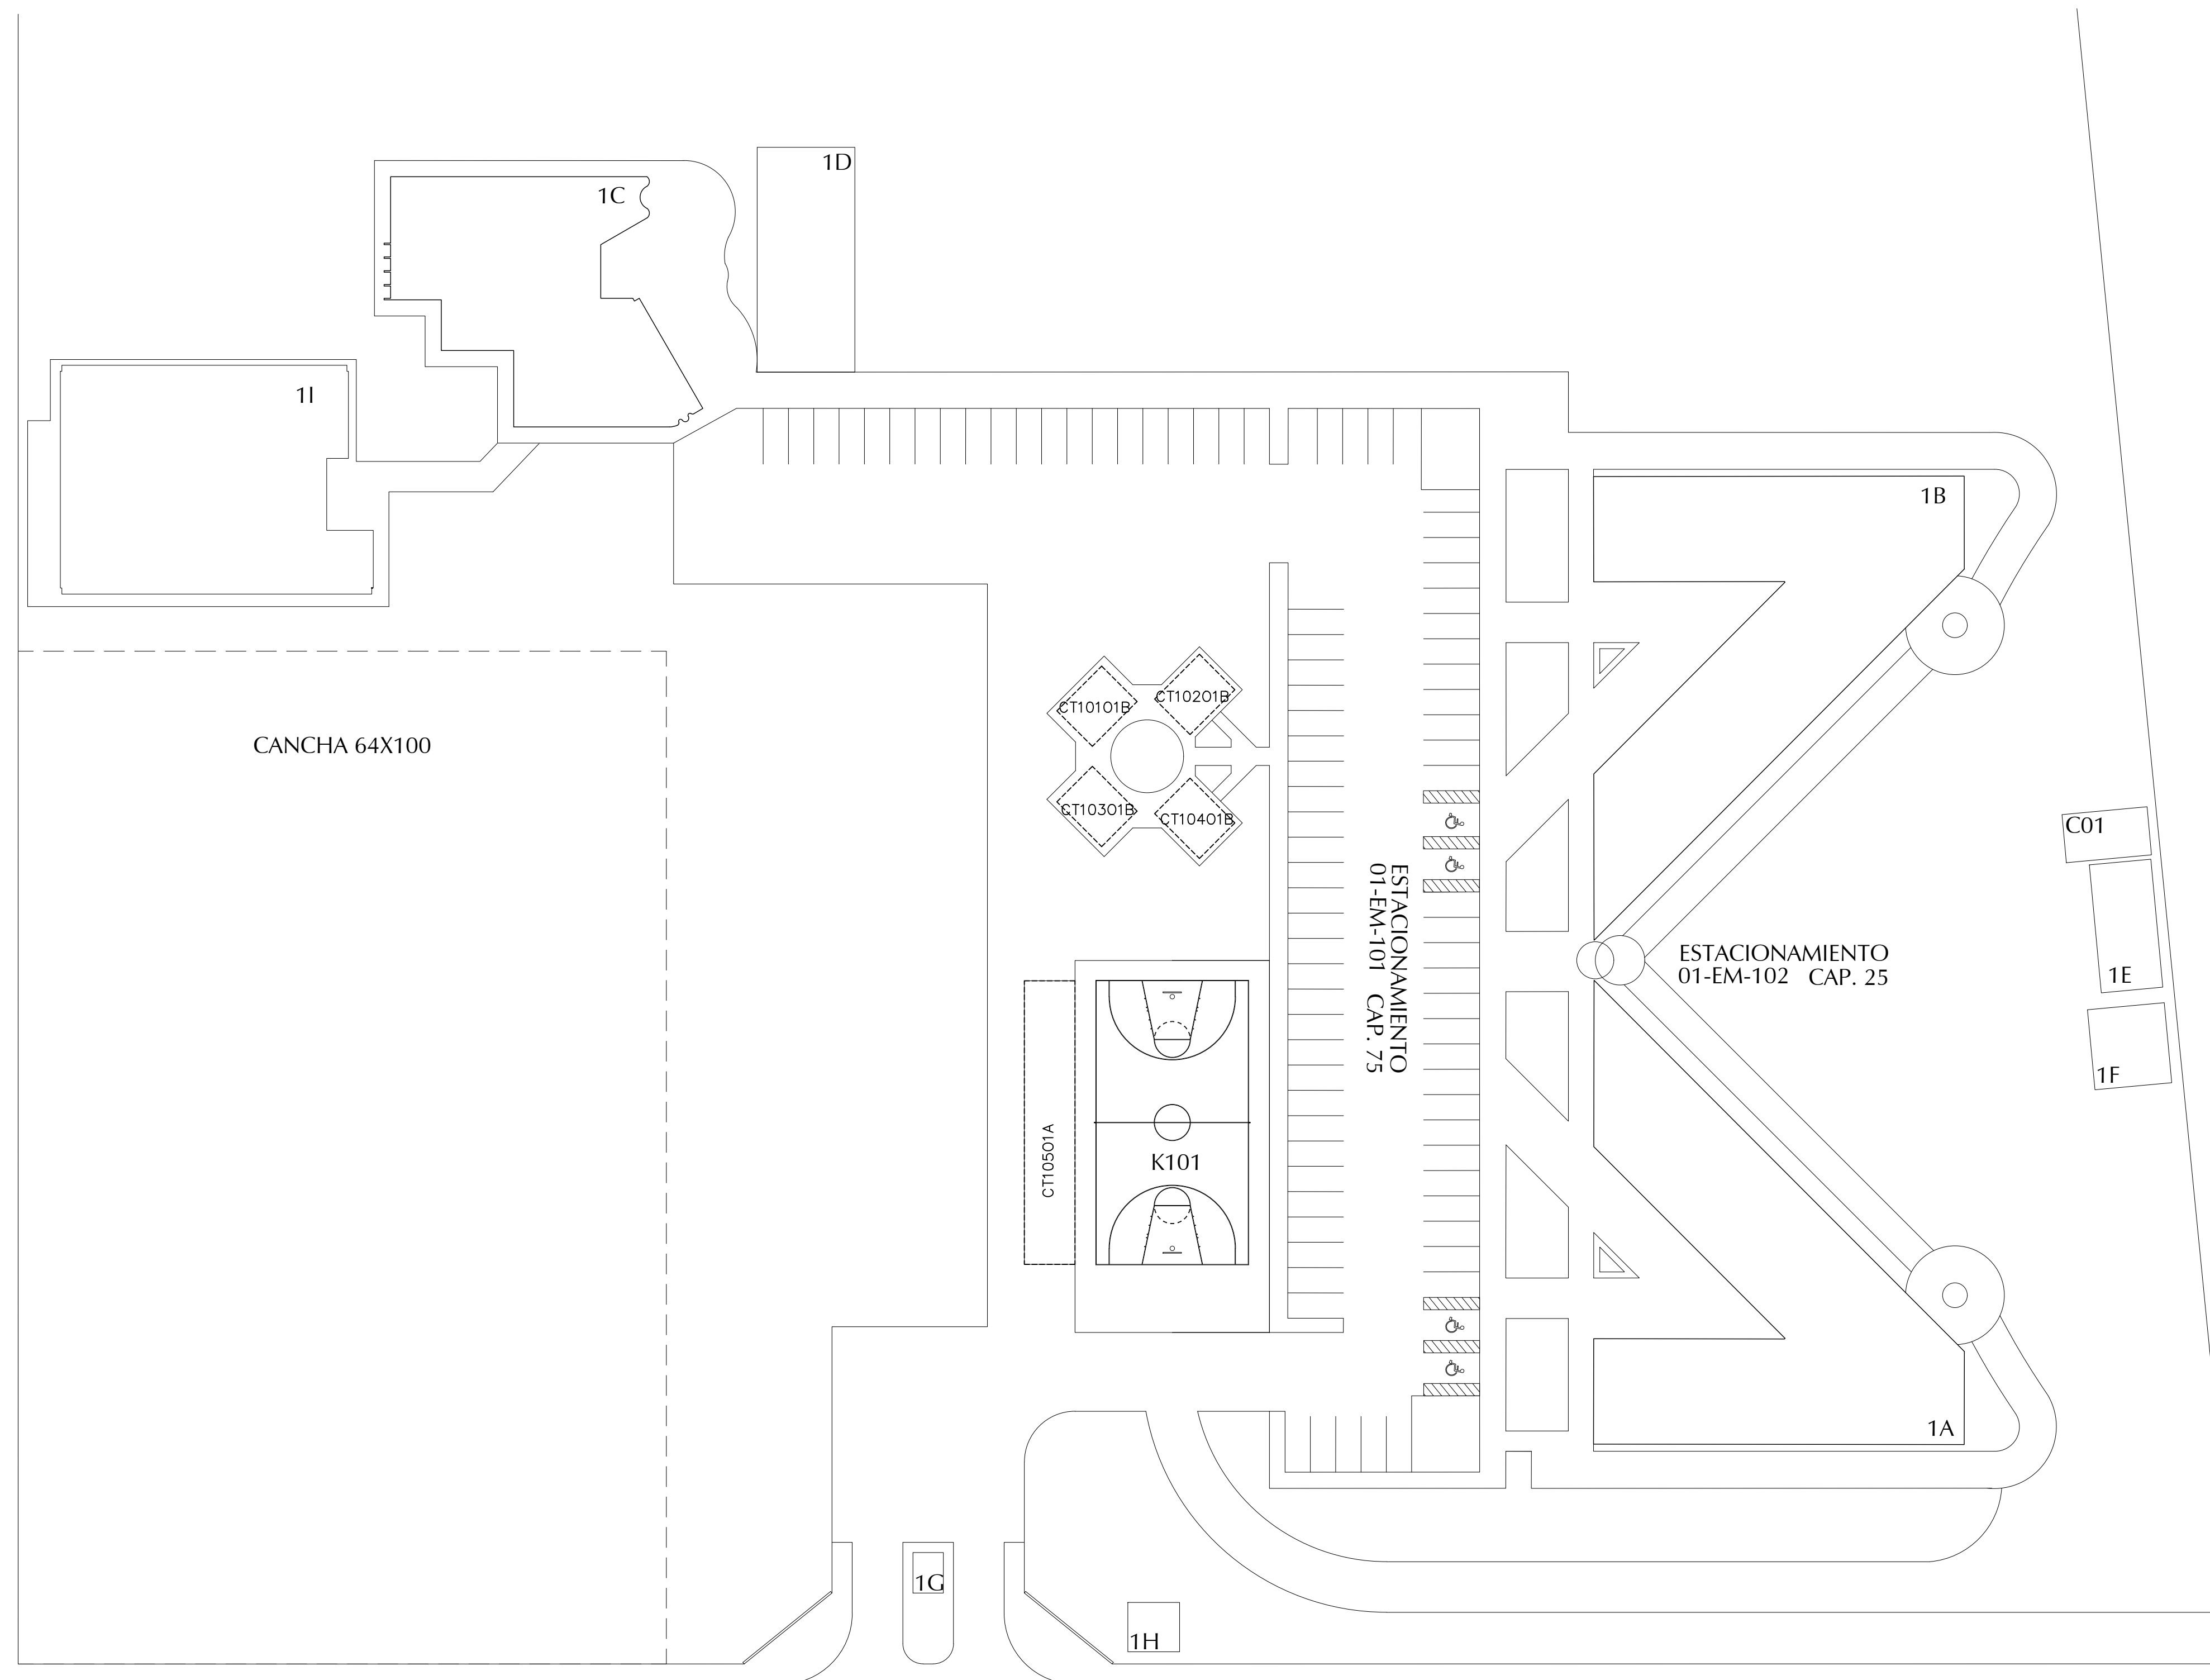 1D
1C
1I
1B
CT10201B
CT10101B
CANCHA 64X100
CT10301B
CT10401B
C01
ESTACIONAMIENTO
01-EM-101 CAP. 75
ESTACIONAMIENTO
01-EM-102 CAP. 25
1E
1F
CT10501A
K101
1A
1G
1H